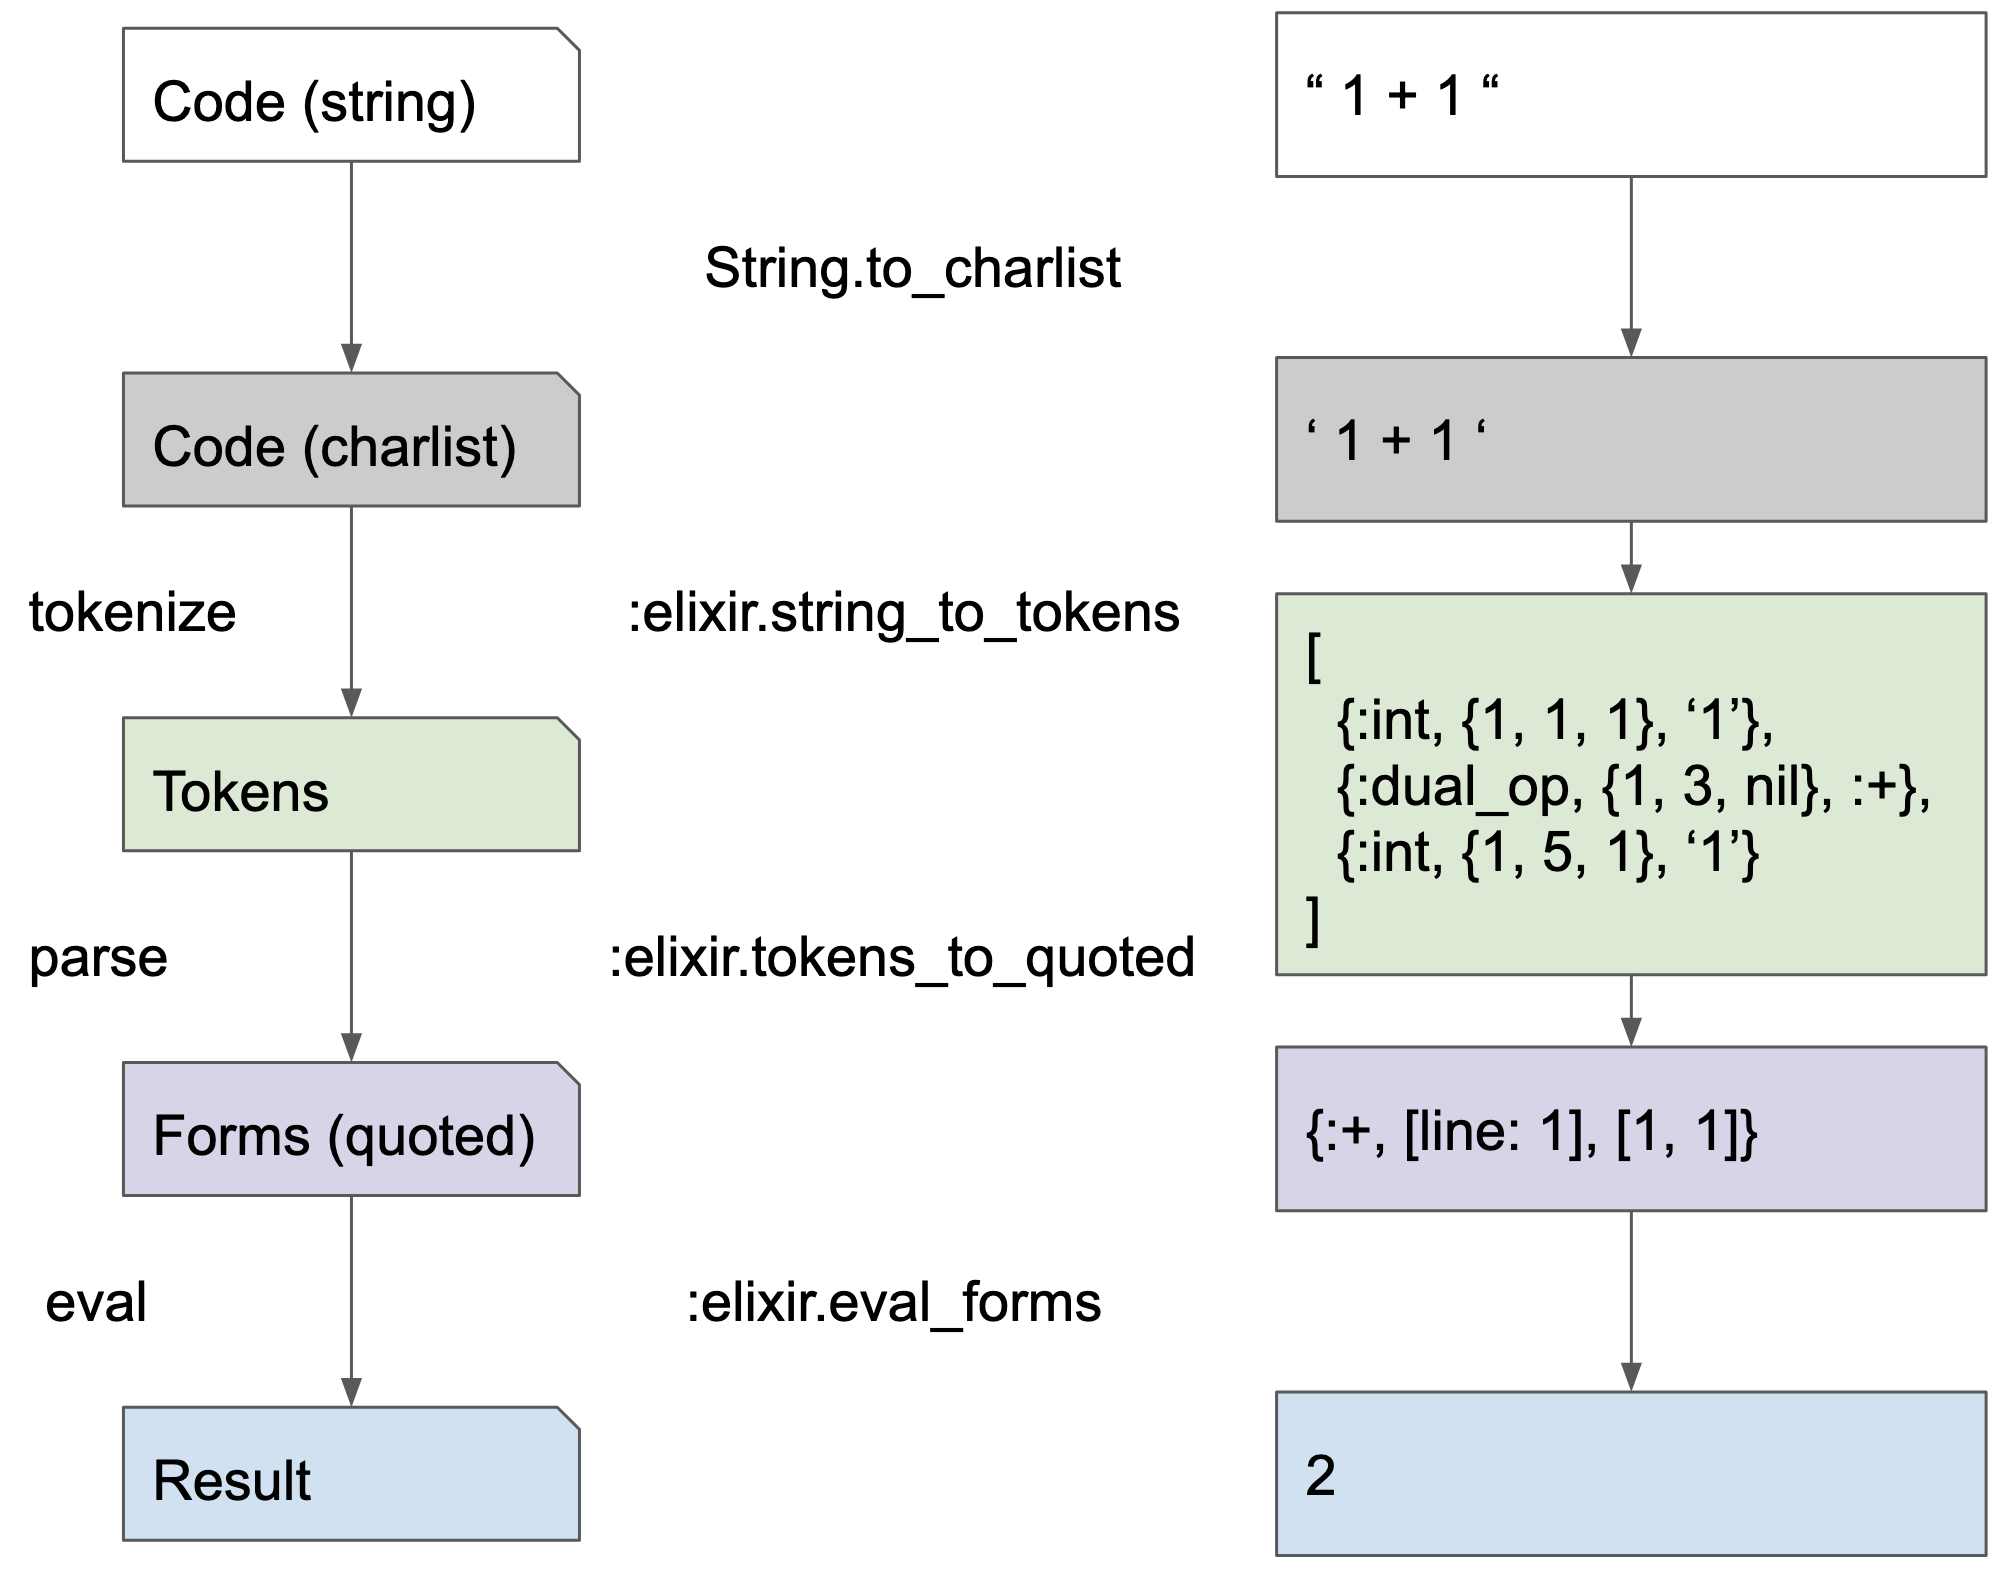 Code (string)
“ 1 + 1 “
String.to_charlist
Code (charlist)
‘ 1 + 1 ‘
tokenize
:elixir.string_to_tokens
[
{:int, {1, 1, 1}, ‘1’},
{:dual_op, {1, 3, nil}, :+},
{:int, {1, 5, 1}, ‘1’}
]
Tokens
parse
:elixir.tokens_to_quoted
Forms (quoted)
{:+, [line: 1], [1, 1]}
eval
:elixir.eval_forms
Result
2